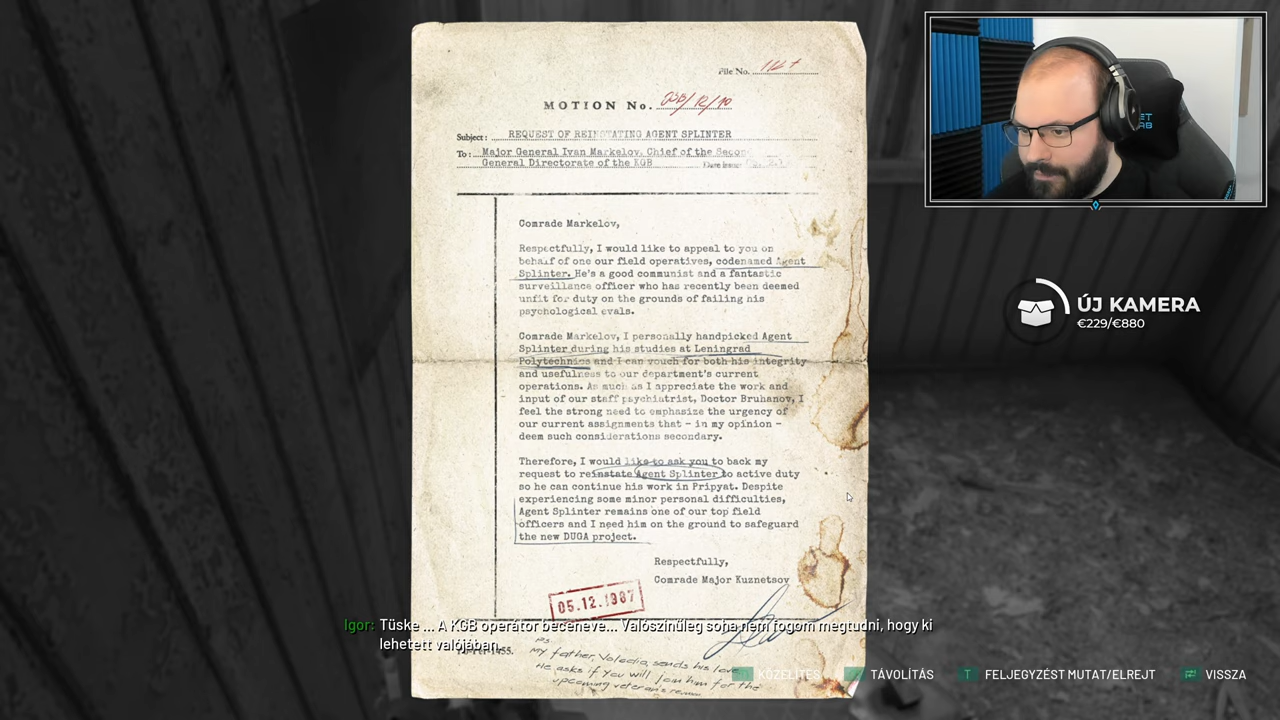 File No. 114
MOTION No.
Subject: REQUEST OF REINSTATING AGENT SPLINTER
To: Major General Ivan Markelov, Chief of the Second
General Directorate of the KGB
Comrade Markelov,
Respectfully, I would like to appeal to you on
behalf of one our field operatives, codenamed Agent
Splinter. He's a good communist and a fantastic
surveillance officer who has recently been deemed
unfit for duty on the grounds of failing his
psychological evals.
Comrade Markelov, I personally handpicked Agent
Splinter during his studies at Leningrad
Polytechnics and I can vouch for both his integrity
and usefulness to our department's current
operations. As much as I appreciate the work and
input of our staff psychiatrist, Doctor Bruhanov, I
feel the strong need to emphasize the urgency of
our current assignments that - in my opinion -
deem such considerations secondary.
Therefore, I would like to ask you to back my
request to reinstate Agent Splinter to active duty
so he can continue his work in Pripyat. Despite
experiencing some minor personal difficulties,
Agent Splinter remains one of our top field
officers and I need him on the ground to safeguard
the new DUGA project.
Respectfully,
Comrade Major Kuznetsov
05.12.1987
PS.
My father, Volodia, sends his love
He asks if You will join him for the
upcoming veteran's
ÚJ KAMERA
€229/€880
Igor: Tüske ... A KGB operátor beceneve... Valószínűleg soha nem fogom megtudni, hogy ki
lehetett valójában.
KÖZELÍTÉS TÁVOLÍTÁS T FELJEGYZÉST MUTAT/ELREJT VISSZA